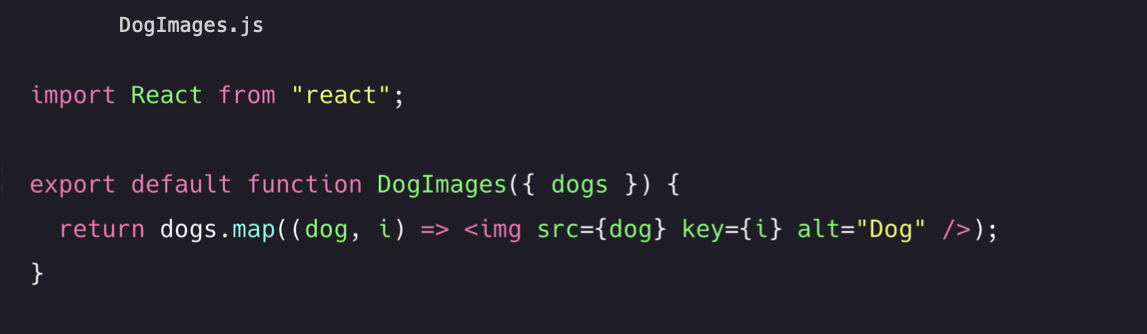 DogImages.js
import React from "react";
export default function DogImages({ dogs }) {
  return dogs.map((dog, i) => <img src={dog} key={i} alt="Dog" />);
}